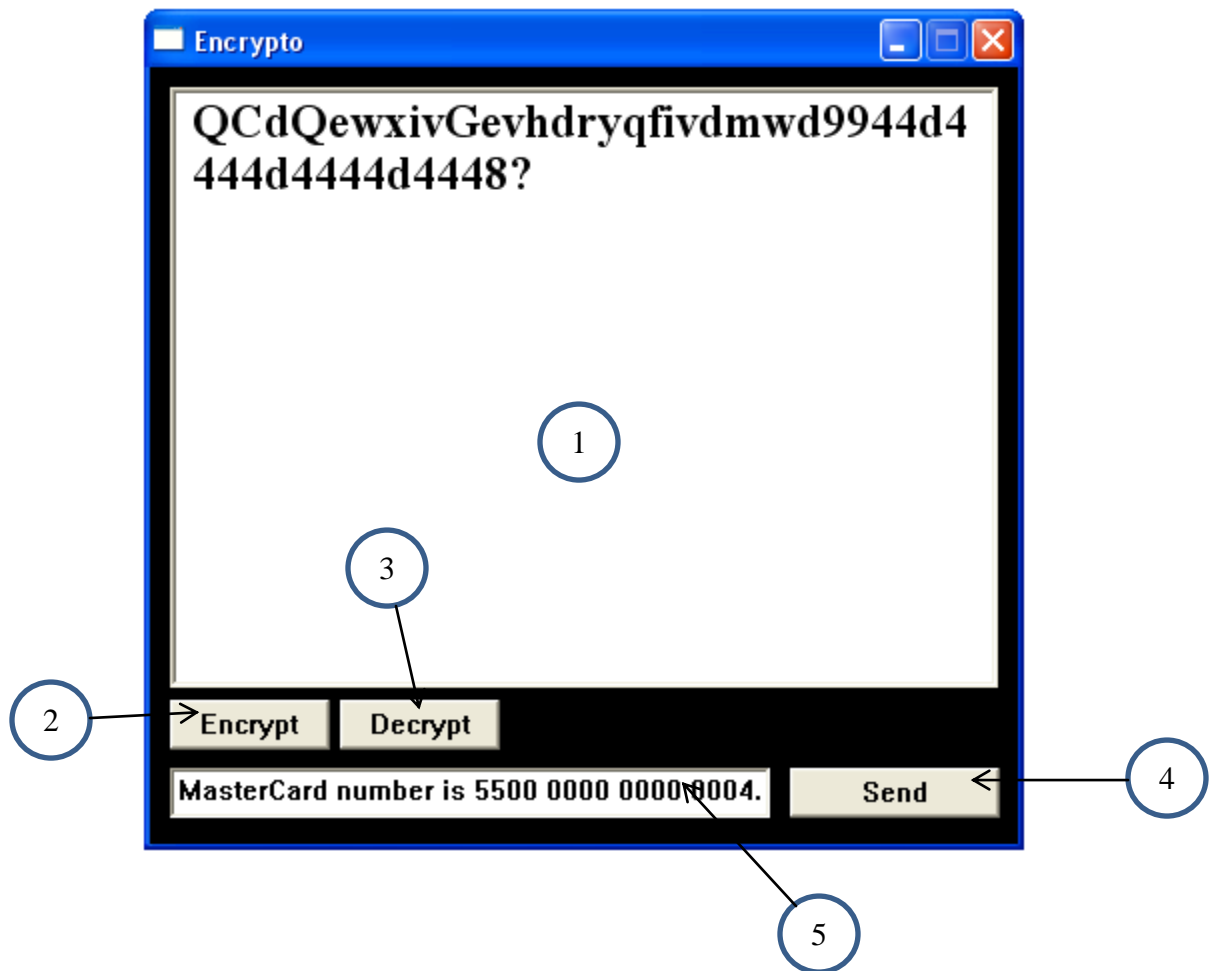 Encrypto
QCdQewxivGevhdryqfivdmwd9944d4
444d4444d4448?
1
3
2
Encrypt Decrypt
MasterCard number is 5500 0000 0000 0004. Send
4
5